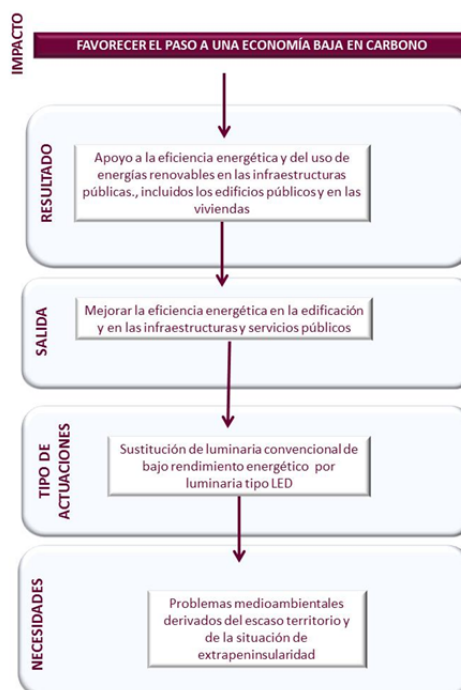 IMPACTO
FAVORECER EL PASO A UNA ECONOMÍA BAJA EN CARBONO
RESULTADO
Apoyo a la eficiencia energética y del uso de
energías renovables en las infraestructuras
públicas., incluidos los edificios públicos y en las
viviendas
SALIDA
Mejorar la eficiencia energética en la edificación
y en las infraestructuras y servicios públicos
TIPO DE
ACTUACIONES
Sustitución de luminaria convencional de
bajo rendimiento energético por
luminaria tipo LED
NECESIDADES
Problemas medioambientales
derivados del escaso territorio y
de la situación de
extrapeninsularidad